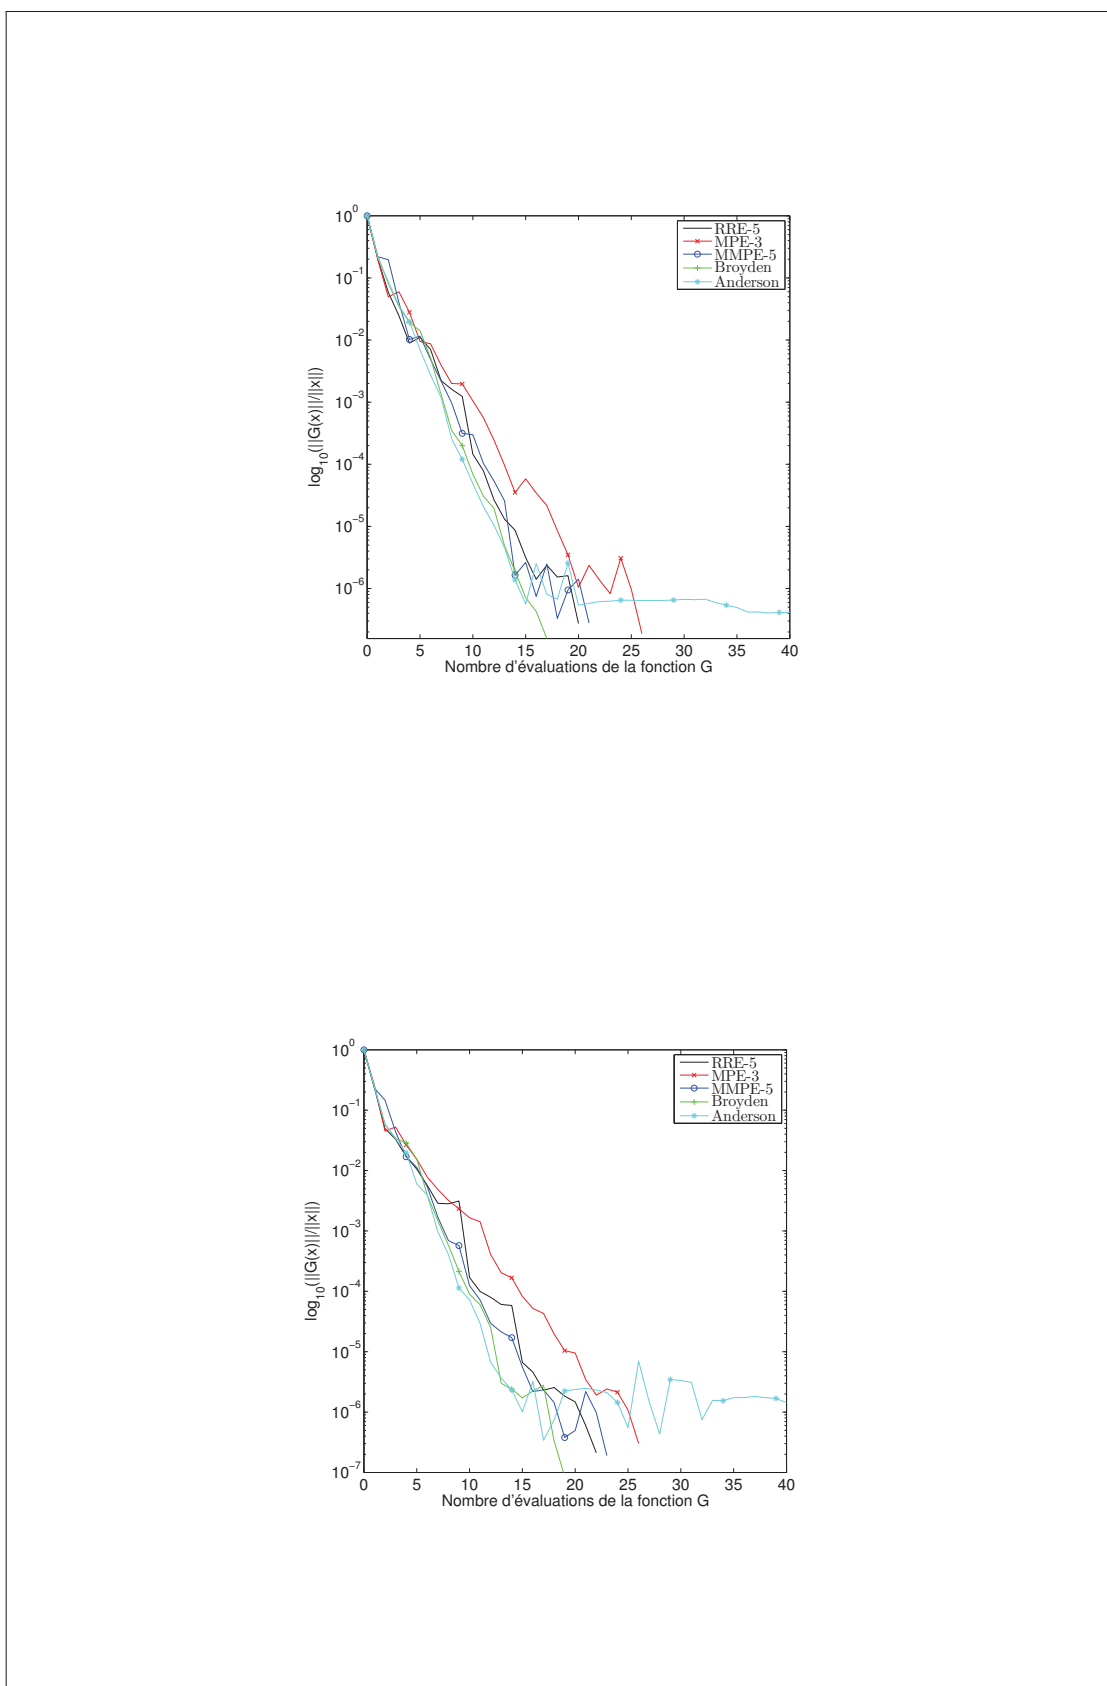 10^0
10^-1
10^-2
10^-3
10^-4
10^-5
10^-6
log_10(||G(x)||/||x||)
RRE-5
MPE-3
MMPE-5
Broyden
Anderson
0 5 10 15 20 25 30 35 40
Nombre d'évaluations de la fonction G
10^0
10^-1
10^-2
10^-3
10^-4
10^-5
10^-6
10^-7
log_10(||G(x)||/||x||)
RRE-5
MPE-3
MMPE-5
Broyden
Anderson
0 5 10 15 20 25 30 35 40
Nombre d'évaluations de la fonction G